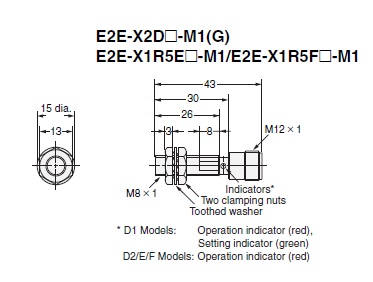 E2E-X2D□-M1(G)
E2E-X1R5E□-M1/E2E-X1R5F□-M1
43
30
26
15 dia.
13
3
8
M12 × 1
M8 × 1
Indicators*
Two clamping nuts
Toothed washer
* D1 Models: Operation indicator (red),
Setting indicator (green)
D2/E/F Models: Operation indicator (red)